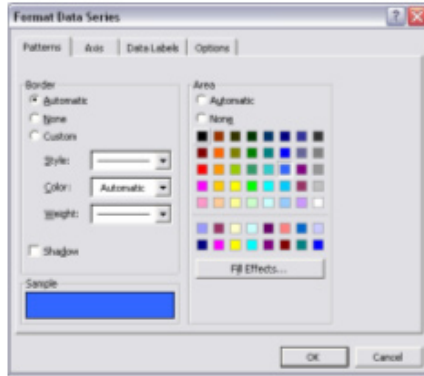 Format Data Series
Patterns Axis Data Labels Options
Border
Automatic
None
Custom
Style:
Color: Automatic
Weight:
Shadow
Area
Automatic
None
Fill Effects...
Sample
OK Cancel